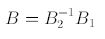 B = B_2^{-1} B_1